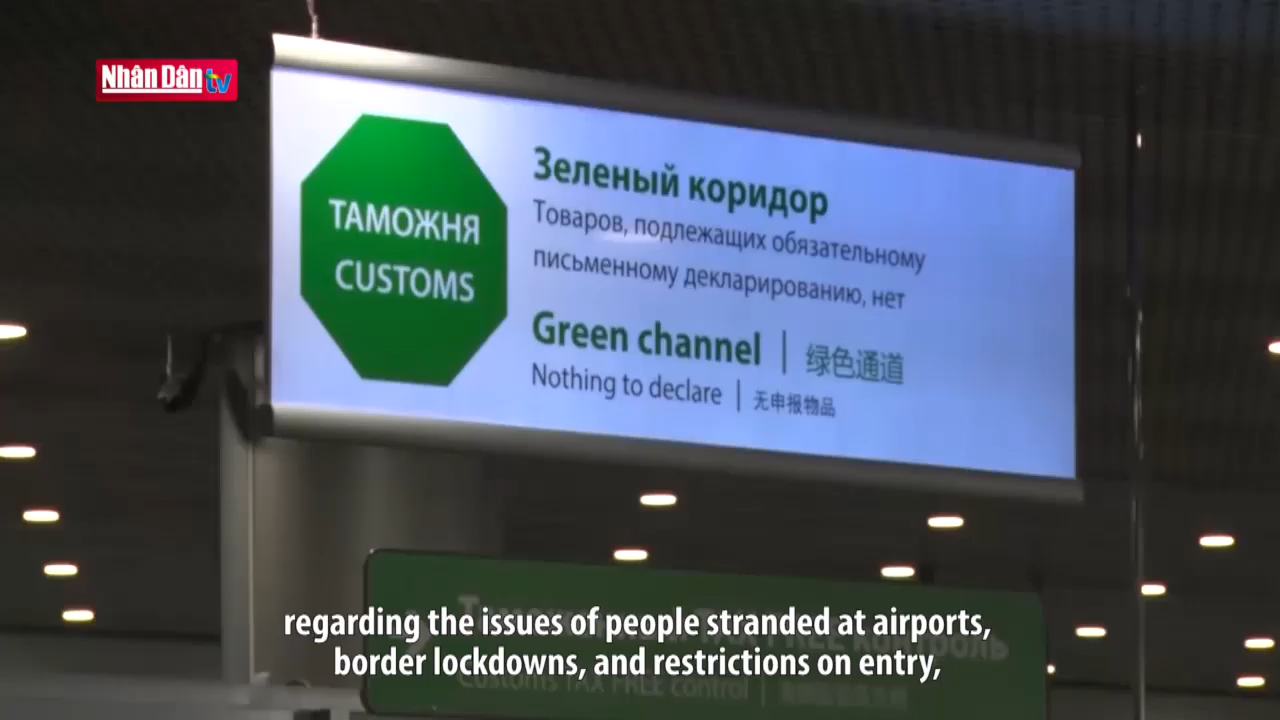 Nhân Dân tv
ТАМОЖНЯ
CUSTOMS
Зеленый коридор
Товаров, подлежащих обязательному
письменному декларированию, нет
Green channel | 绿色通道
Nothing to declare | 无申报物品
regarding the issues of people stranded at airports,
border lockdowns, and restrictions on entry,
Customs TAX FREE control